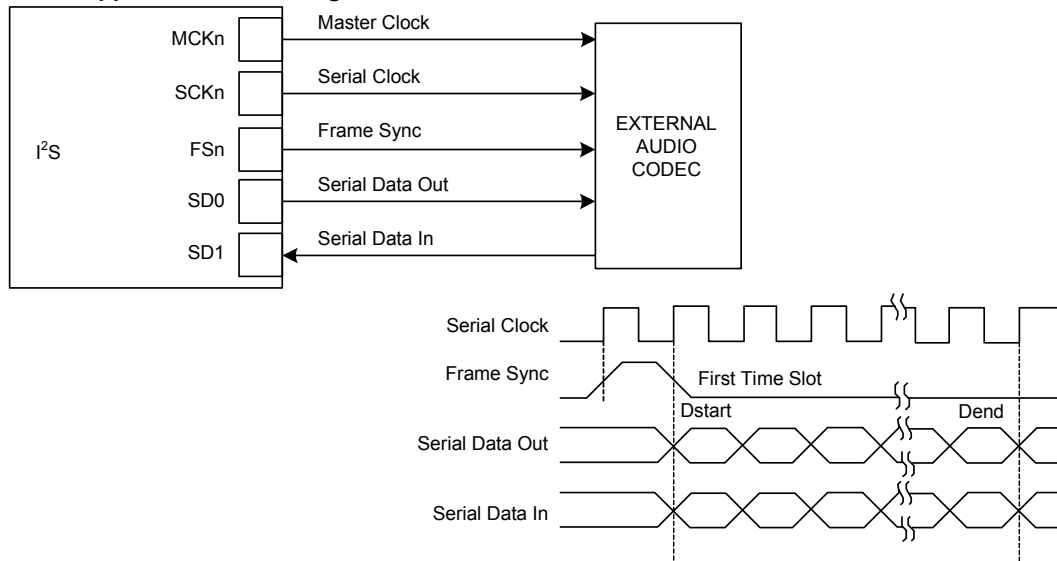 MCKn
Master Clock
SCKn
Serial Clock
I²S
FSn
Frame Sync
EXTERNAL
AUDIO
CODEC
SD0
Serial Data Out
SD1
Serial Data In
Serial Clock
Frame Sync
First Time Slot
Dstart
Dend
Serial Data Out
Serial Data In